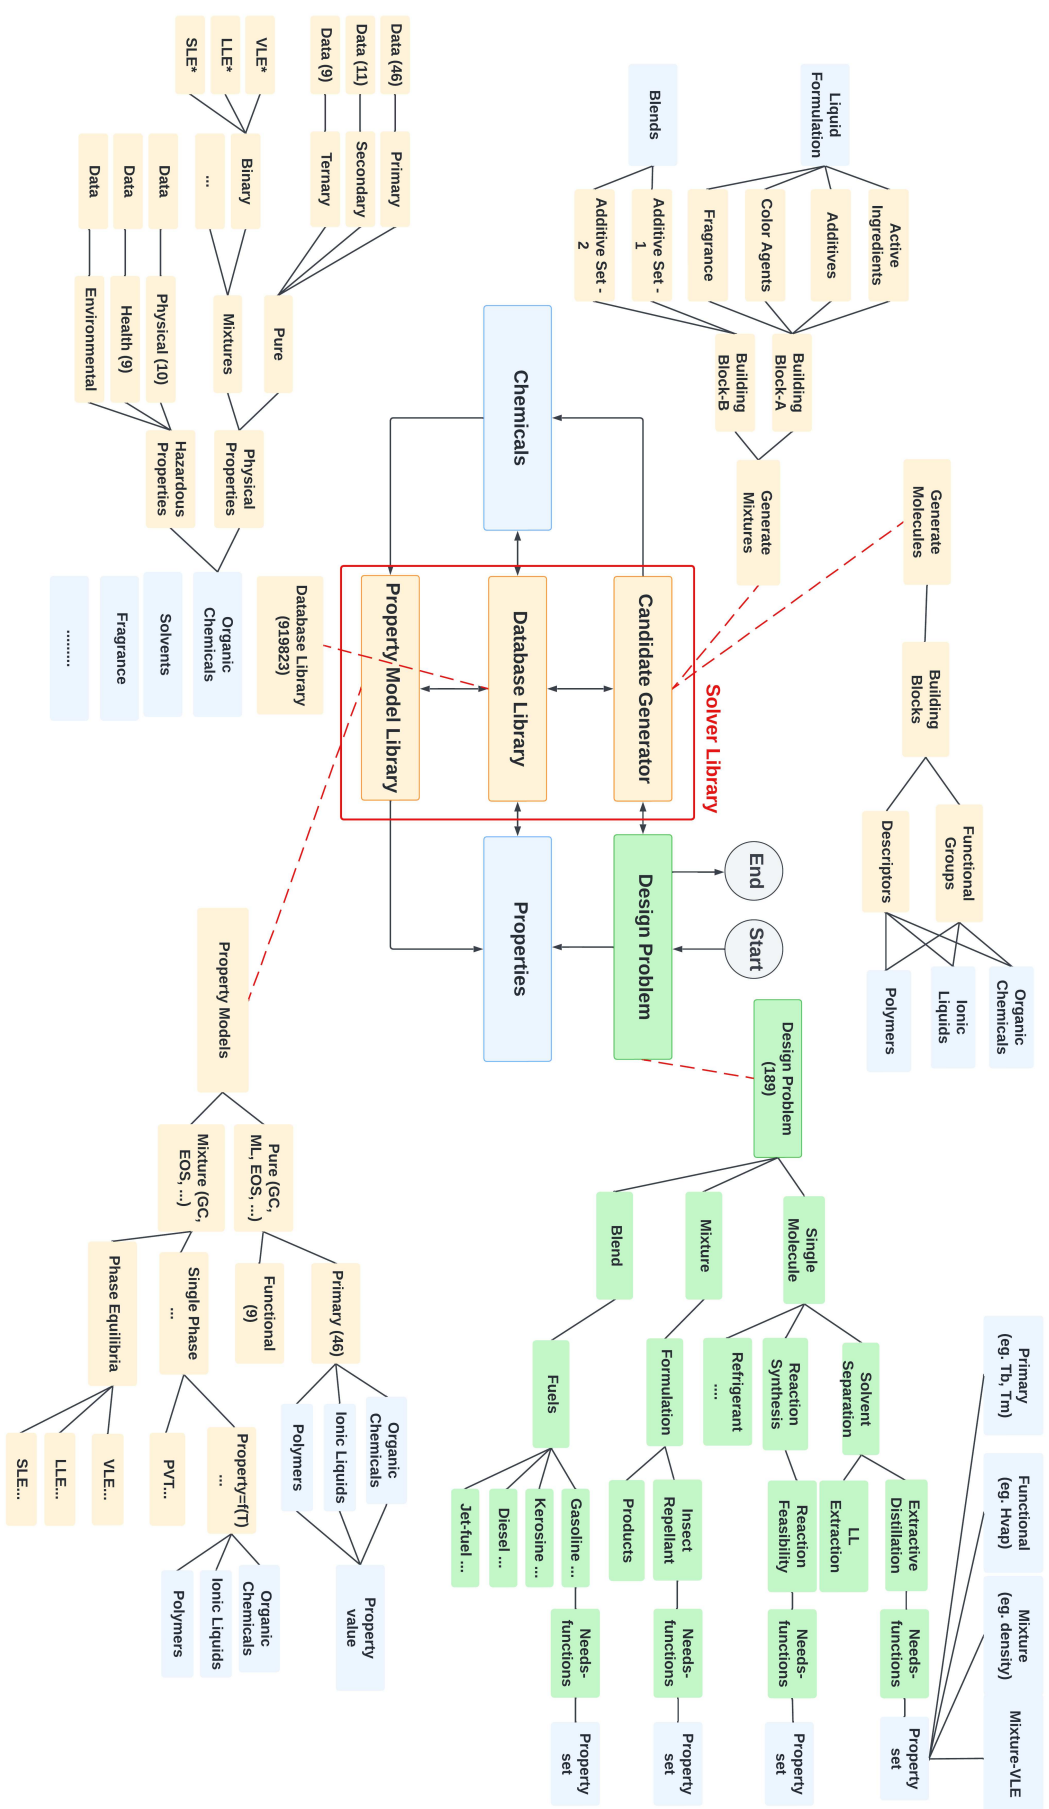 Generate
Molecules
Building
Blocks
Functional
Groups
Descriptors
Organic
Chemicals
Ionic
Liquids
Polymers
Primary
(eg. Tb, Tm)
Functional
(eg. Hvap)
Mixture
(eg. density)
Mixture-VLE
Liquid
Formulation
Blends
Active
Ingredients
Additives
Color Agents
Fragrance
Additive Set -
1
Additive Set -
2
Building
Block-A
Building
Block-B
Generate
Mixtures
Solver Library
End
Start
Candidate Generator
Design Problem
Chemicals
Database Library
Properties
Property Model Library
Design Problem
(189)
Single
Molecule
Mixture
Blend
Solvent
Separation
Reaction
Synthesis
Refrigerant
....
Formulation
Fuels
Extractive
Distillation
LL
Extraction
Reaction
Feasibility
Insect
Repellant
Products
Gasoline ...
Kerosine ...
Diesel ...
Jet-fuel ...
Needs-
functions
Needs-
functions
Needs-
functions
Needs-
functions
Property
set
Property
set
Property
set
Property
set
Data (46)
Data (11)
Data (9)
Primary
Secondary
Ternary
VLE*
LLE*
SLE*
Binary
...
Pure
Mixtures
Data
Data
Data
Physical (10)
Health (9)
Environmental
Physical
Properties
Hazardous
Properties
Database Library
(919823)
Organic
Chemicals
Solvents
Fragrance
.........
Property Models
Pure (GC,
ML, EOS, ...)
Mixture (GC,
EOS, ...)
Primary (46)
Functional
(9)
Single Phase
...
Phase Equilibria
Organic
Chemicals
Ionic Liquids
Polymers
Property
value
Property=f(T)
...
PVT...
VLE...
LLE...
SLE...
Organic
Chemicals
Ionic Liquids
Polymers